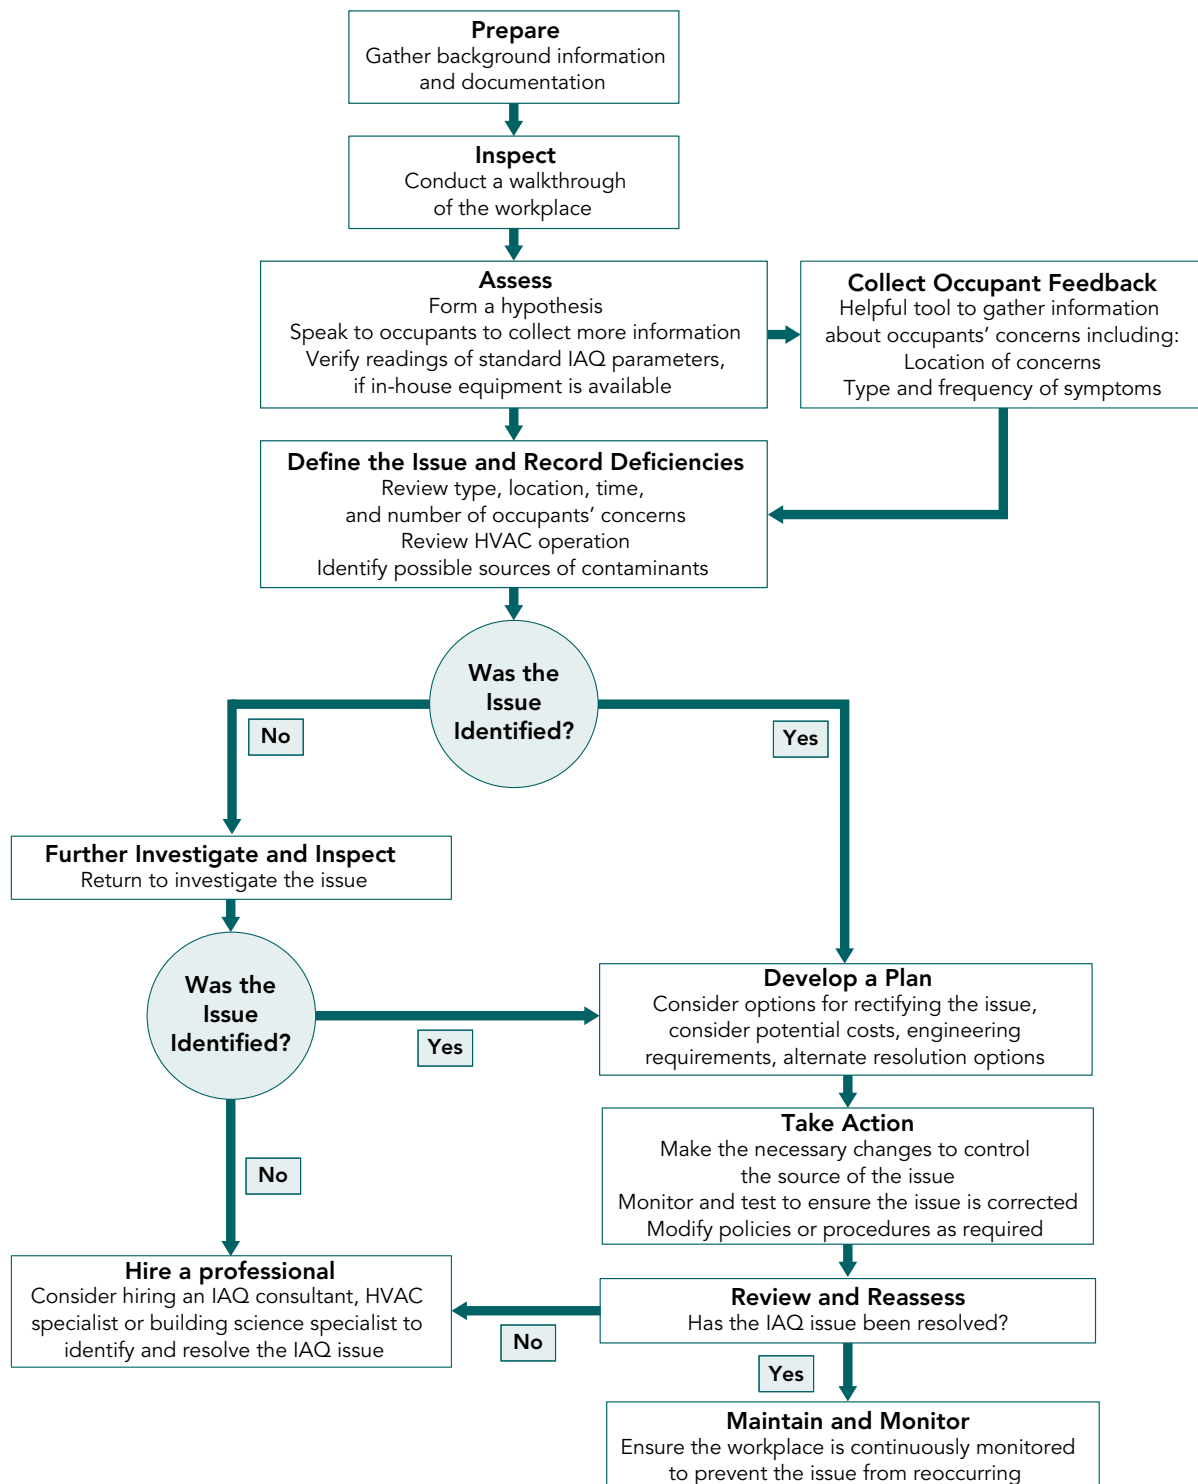 Prepare
Gather background information
and documentation
Inspect
Conduct a walkthrough
of the workplace
Assess
Form a hypothesis
Speak to occupants to collect more information
Verify readings of standard IAQ parameters,
if in-house equipment is available
Collect Occupant Feedback
Helpful tool to gather information
about occupants’ concerns including:
Location of concerns
Type and frequency of symptoms
Define the Issue and Record Deficiencies
Review type, location, time,
and number of occupants’ concerns
Review HVAC operation
Identify possible sources of contaminants
Was the
Issue
Identified?
No
Yes
Further Investigate and Inspect
Return to investigate the issue
Was the
Issue
Identified?
Yes
No
Develop a Plan
Consider options for rectifying the issue,
consider potential costs, engineering
requirements, alternate resolution options
Take Action
Make the necessary changes to control
the source of the issue
Monitor and test to ensure the issue is corrected
Modify policies or procedures as required
Hire a professional
Consider hiring an IAQ consultant, HVAC
specialist or building science specialist to
identify and resolve the IAQ issue
Review and Reassess
Has the IAQ issue been resolved?
No
Yes
Maintain and Monitor
Ensure the workplace is continuously monitored
to prevent the issue from reoccurring